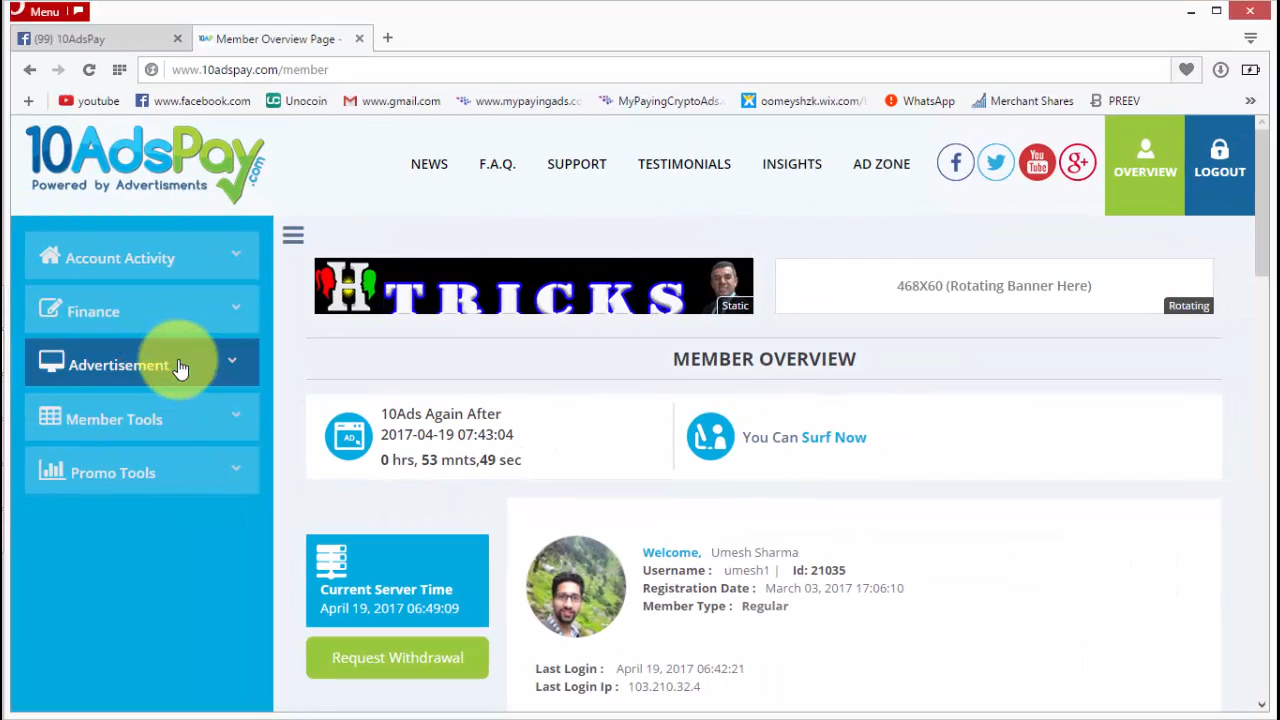 Menu
(99) 10AdsPay
Member Overview Page -
www.10adspay.com/member
youtube
www.facebook.com
Unocoin
www.gmail.com
www.mypayingads.cc
MyPayingCryptoAds.
oomeyshzk.wix.com/l
WhatsApp
Merchant Shares
PREEV
10AdsPay.com
Powered by Advertisments
NEWS
F.A.Q.
SUPPORT
TESTIMONIALS
INSIGHTS
AD ZONE
You Tube
g+
OVERVIEW
LOGOUT
Account Activity
Finance
Advertisement
Member Tools
Promo Tools
H TRICKS
Static
468X60 (Rotating Banner Here)
Rotating
MEMBER OVERVIEW
AD
10Ads Again After
2017-04-19 07:43:04
0 hrs, 53 mnts,49 sec
You Can Surf Now
Current Server Time
April 19, 2017 06:49:09
Request Withdrawal
Welcome, Umesh Sharma
Username : umesh1 | Id: 21035
Registration Date : March 03, 2017 17:06:10
Member Type : Regular
Last Login : April 19, 2017 06:42:21
Last Login Ip : 103.210.32.4